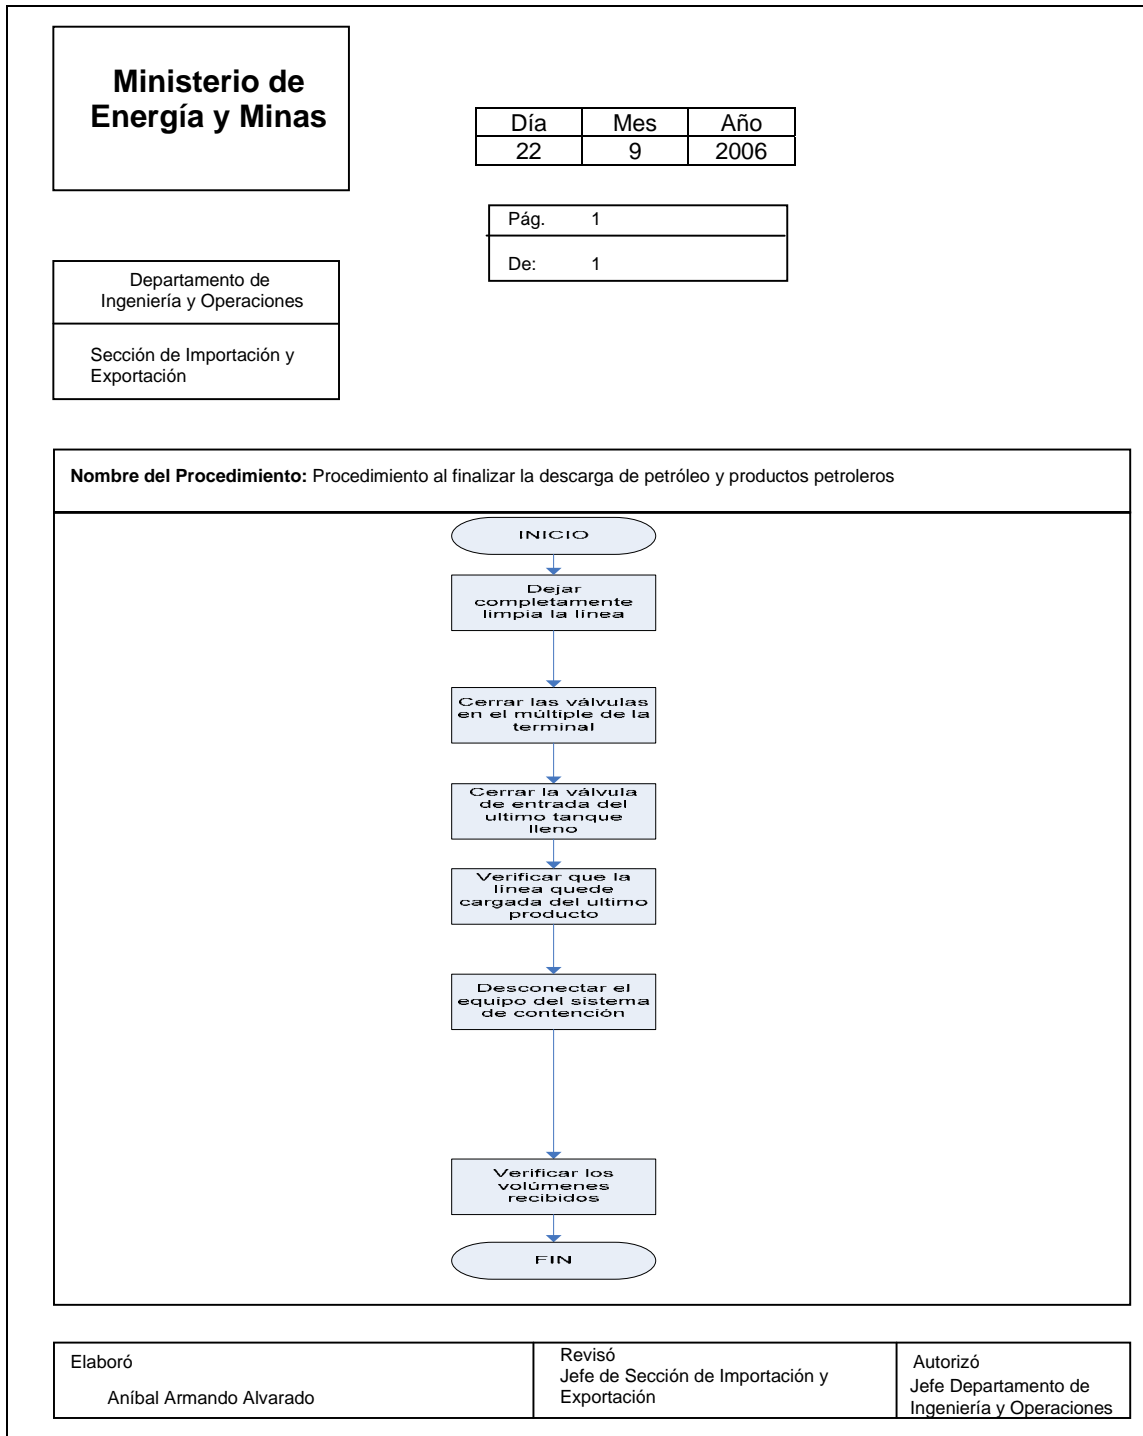 Ministerio de
Energía y Minas
Día Mes Año
22 9 2006
Pág. 1
De: 1
Departamento de
Ingeniería y Operaciones
Sección de Importación y
Exportación
Nombre del Procedimiento: Procedimiento al finalizar la descarga de petróleo y productos petroleros
INICIO
Dejar
completamente
limpia la línea
Cerrar las válvulas
en el múltiple de la
terminal
Cerrar la válvula
de entrada del
ultimo tanque
lleno
Verificar que la
línea quede
cargada del ultimo
producto
Desconectar el
equipo del sistema
de contención
Verificar los
volúmenes
recibidos
FIN
Elaboró
Aníbal Armando Alvarado
Revisó
Jefe de Sección de Importación y
Exportación
Autorizó
Jefe Departamento de
Ingeniería y Operaciones